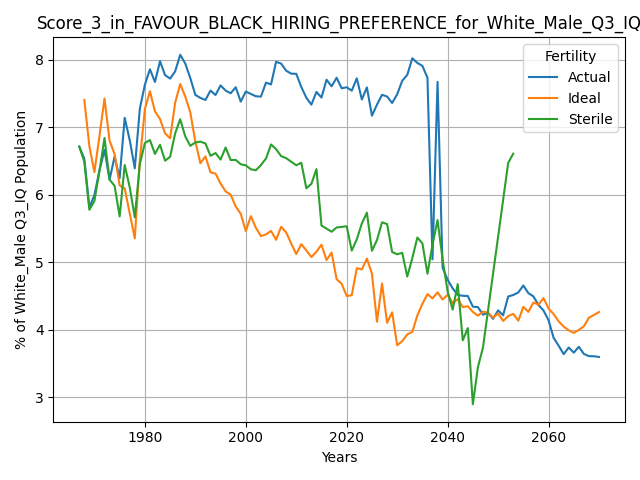 Score_3_in_FAVOUR_BLACK_HIRING_PREFERENCE_for_White_Male_Q3_IQ
Fertility
Actual
Ideal
Sterile
% of White_Male Q3_IQ Population
8
7
6
5
4
3
1980 2000 2020 2040 2060
Years